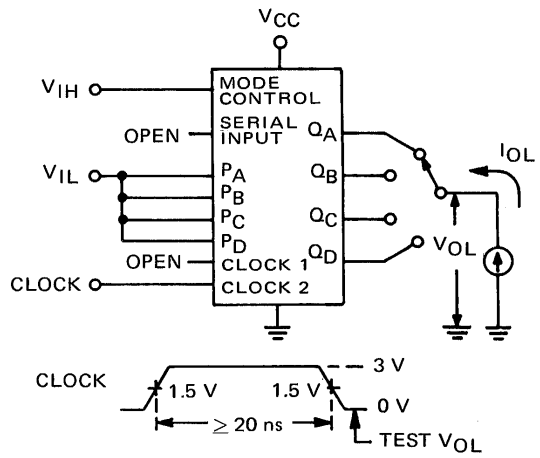 VCC
VIH
MODE
CONTROL
SERIAL
INPUT
OPEN
QA
IOL
VIL
PA
PB
PC
PD
QB
QC
QD
VOL
OPEN
CLOCK 1
CLOCK
CLOCK 2
CLOCK
1.5 V
1.5 V
3 V
0 V
≥ 20 ns
TEST VOL